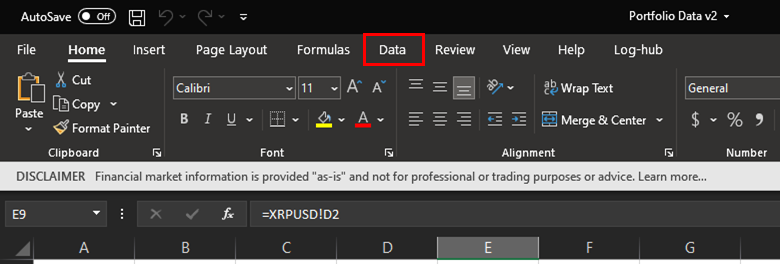 AutoSave Off Portfolio Data v2
File Home Insert Page Layout Formulas Data Review View Help Log-hub
Cut Calibri 11 A A Wrap Text General
Paste Copy
Format Painter B I U A Merge & Center $ % ,
Clipboard Font Alignment Number
DISCLAIMER Financial market information is provided "as-is" and not for professional or trading purposes or advice. Learn more...
E9 fx =XRPUSD!D2
A B C D E F G